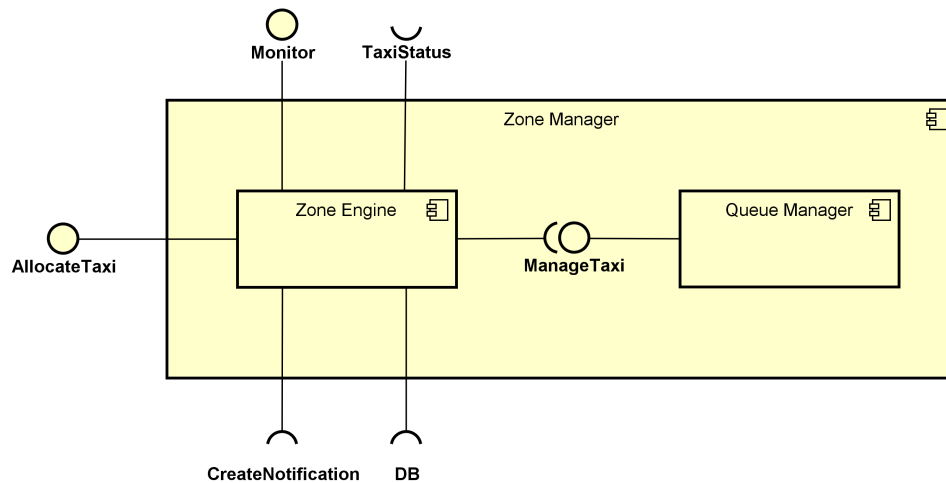 Monitor
TaxiStatus
Zone Manager
Zone Engine
Queue Manager
AllocateTaxi
ManageTaxi
CreateNotification
DB